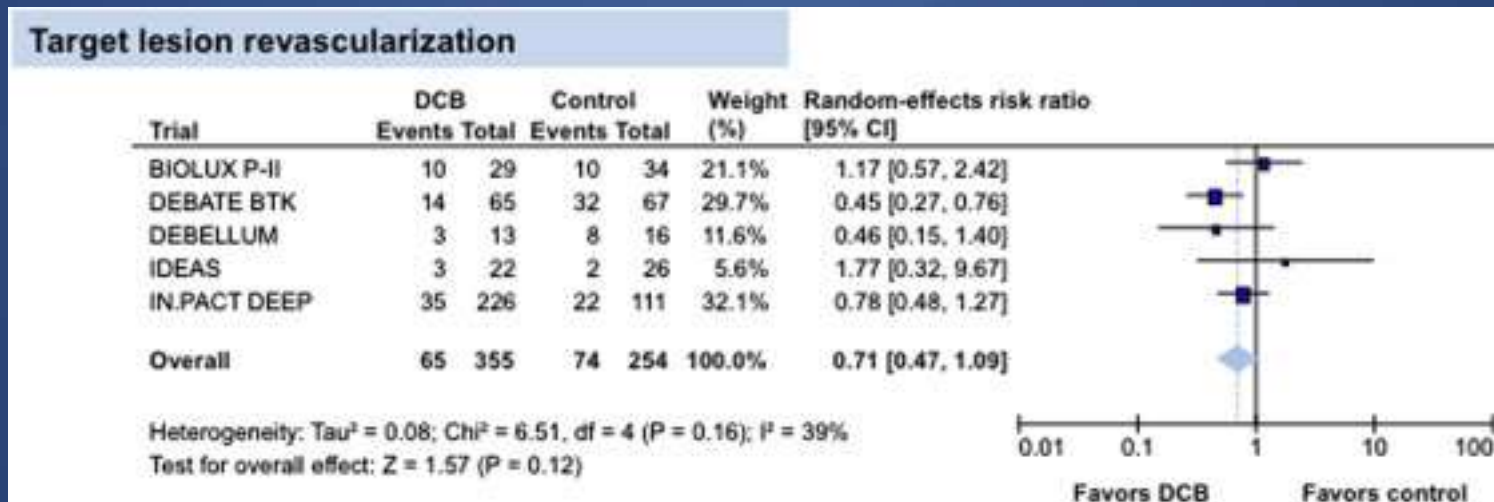 Target lesion revascularization
DCB Control Weight Random-effects risk ratio
Trial Events Total Events Total (%) [95% CI]
BIOLUX P-II 10 29 10 34 21.1% 1.17 [0.57, 2.42]
DEBATE BTK 14 65 32 67 29.7% 0.45 [0.27, 0.76]
DEBELLUM 3 13 8 16 11.6% 0.46 [0.15, 1.40]
IDEAS 3 22 2 26 5.6% 1.77 [0.32, 9.67]
IN.PACT DEEP 35 226 22 111 32.1% 0.78 [0.48, 1.27]
Overall 65 355 74 254 100.0% 0.71 [0.47, 1.09]
Heterogeneity: Tau² = 0.08; Chi² = 6.51, df = 4 (P = 0.16); I² = 39%
Test for overall effect: Z = 1.57 (P = 0.12)
0.01 0.1 1 10 100
Favors DCB Favors control